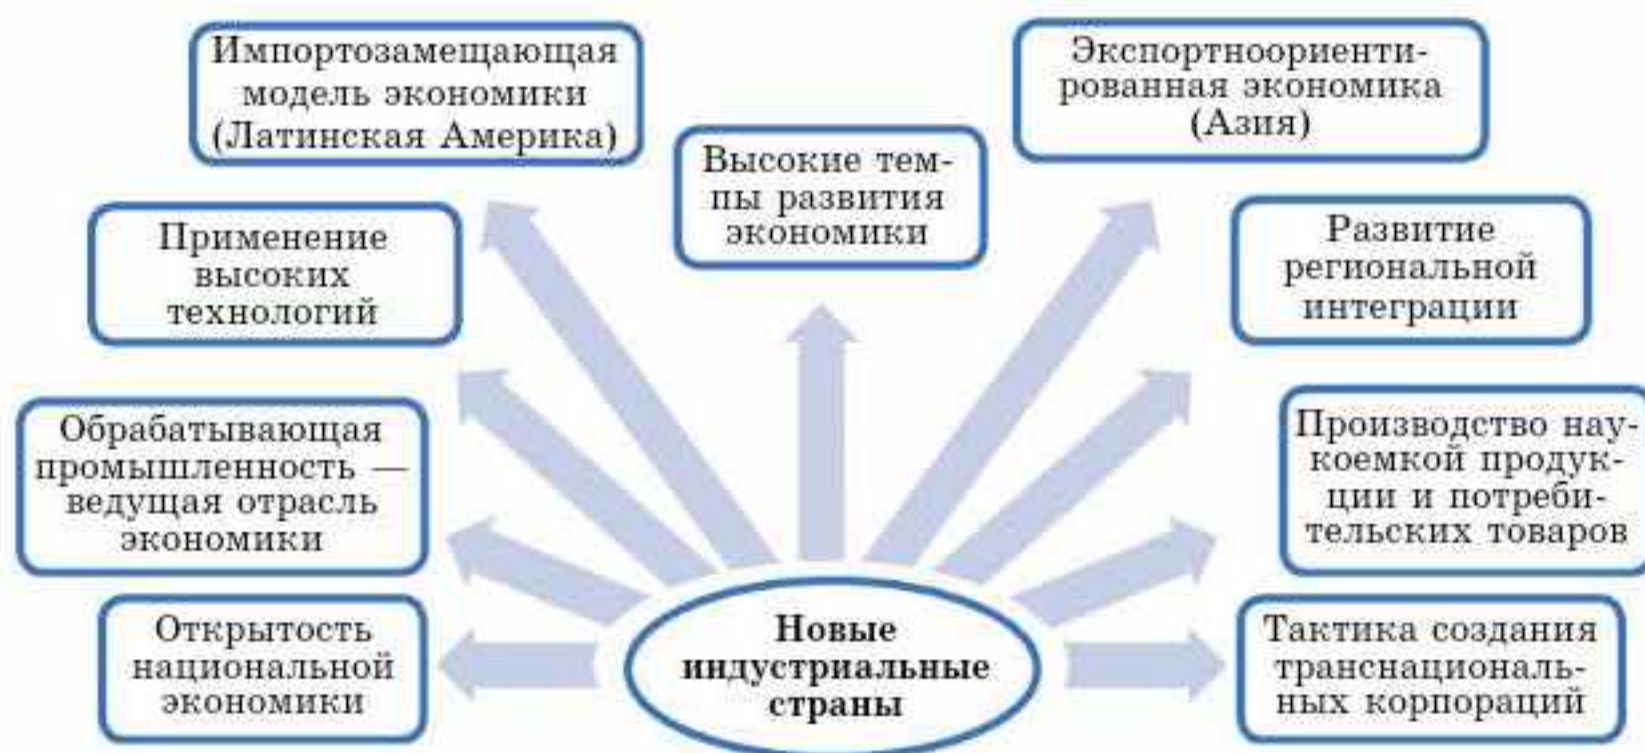 Импортозамещающая
модель экономики
(Латинская Америка)
Экспортноориенти-
рованная экономика
(Азия)
Высокие тем-
пы развития
экономики
Применение
высоких
технологий
Развитие
региональной
интеграции
Обрабатывающая
промышленность —
ведущая отрасль
экономики
Производство нау-
коемкой продук-
ции и потреби-
тельских товаров
Открытость
национальной
экономики
Новые
индустриальные
страны
Тактика создания
транснациональ-
ных корпораций